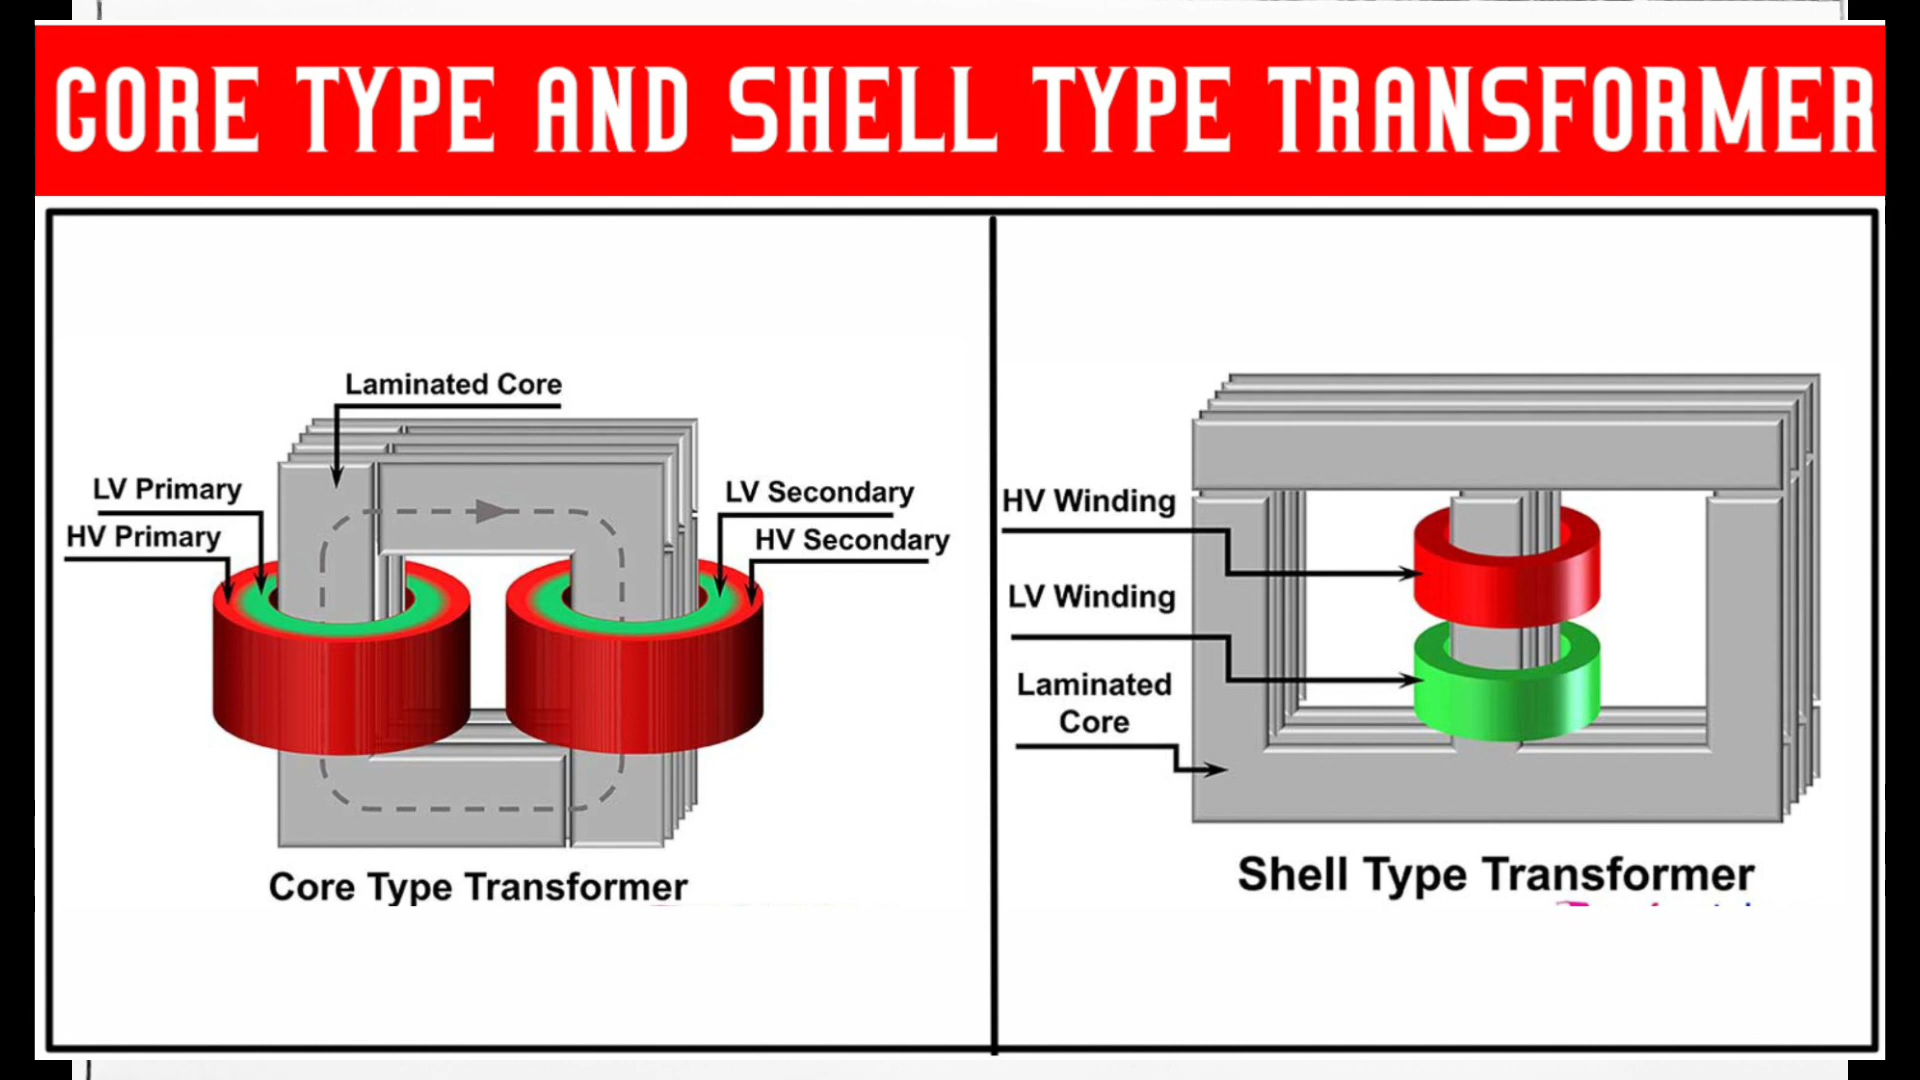 CORE TYPE AND SHELL TYPE TRANSFORMER
Laminated Core
LV Primary
HV Primary
LV Secondary
HV Secondary
Core Type Transformer
HV Winding
LV Winding
Laminated
Core
Shell Type Transformer